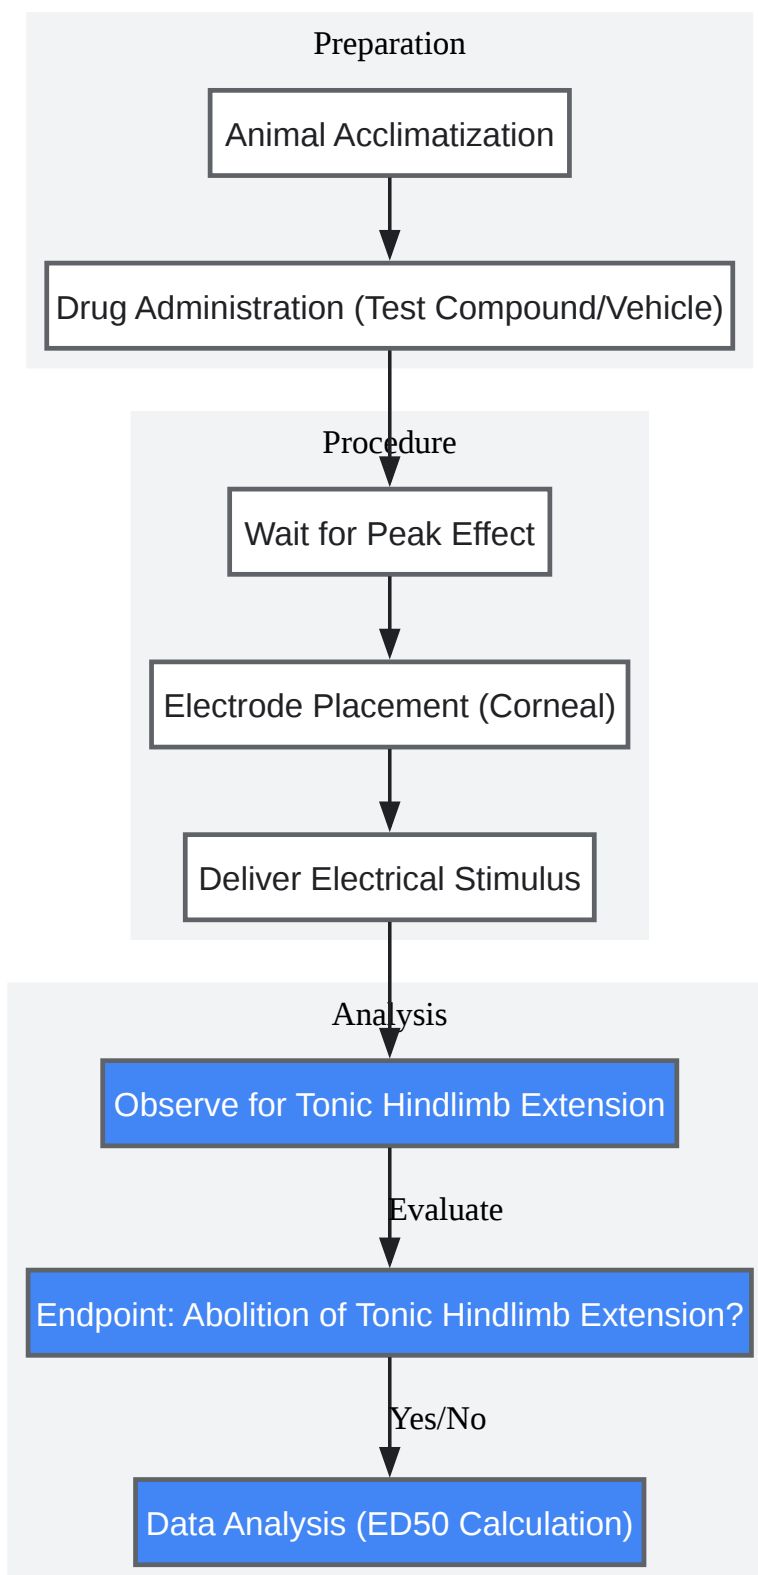 Preparation
Animal Acclimatization
Drug Administration (Test Compound/Vehicle)
Procedure
Wait for Peak Effect
Electrode Placement (Corneal)
Deliver Electrical Stimulus
Analysis
Observe for Tonic Hindlimb Extension
Evaluate
Endpoint: Abolition of Tonic Hindlimb Extension?
Yes/No
Data Analysis (ED50 Calculation)